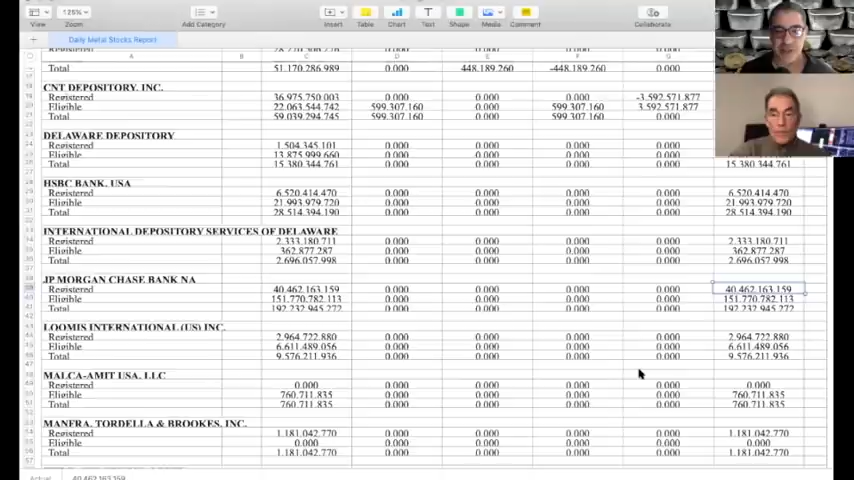 125%
View Zoom Add Category Insert Table Chart Text Shape Media Comment Collaborate
Daily Metal Stocks Report
A B C D E F G
Total 51,170,286.989 0.000 448,189.260 -448,189.260 0.000
CNT DEPOSITORY, INC.
Registered 36,975,750.003 0.000 0.000 0.000 -3,592,571.877
Eligible 22,063,544.742 599,307.160 0.000 599,307.160 3,592,571.877
Total 59,039,294.745 599,307.160 0.000 599,307.160 0.000
DELAWARE DEPOSITORY
Registered 1,504,345.101 0.000 0.000 0.000 0.000
Eligible 13,875,999.660 0.000 0.000 0.000 0.000
Total 15,380,344.761 0.000 0.000 0.000 0.000 15,380,344.761
HSBC BANK, USA
Registered 6,520,414.470 0.000 0.000 0.000 0.000 6,520,414.470
Eligible 21,993,979.720 0.000 0.000 0.000 0.000 21,993,979.720
Total 28,514,394.190 0.000 0.000 0.000 0.000 28,514,394.190
INTERNATIONAL DEPOSITORY SERVICES OF DELAWARE
Registered 2,333,180.711 0.000 0.000 0.000 0.000 2,333,180.711
Eligible 362,877.287 0.000 0.000 0.000 0.000 362,877.287
Total 2,696,057.998 0.000 0.000 0.000 0.000 2,696,057.998
JP MORGAN CHASE BANK NA
Registered 40,462,163.159 0.000 0.000 0.000 0.000 40,462,163.159
Eligible 151,770,782.113 0.000 0.000 0.000 0.000 151,770,782.113
Total 192,232,945.272 0.000 0.000 0.000 0.000 192,232,945.272
LOOMIS INTERNATIONAL (US) INC.
Registered 2,964,722.880 0.000 0.000 0.000 0.000 2,964,722.880
Eligible 6,611,489.056 0.000 0.000 0.000 0.000 6,611,489.056
Total 9,576,211.936 0.000 0.000 0.000 0.000 9,576,211.936
MALCA-AMIT USA, LLC
Registered 0.000 0.000 0.000 0.000 0.000 0.000
Eligible 760,711.835 0.000 0.000 0.000 0.000 760,711.835
Total 760,711.835 0.000 0.000 0.000 0.000 760,711.835
MANFRA, TORDELLA & BROOKES, INC.
Registered 1,181,042.770 0.000 0.000 0.000 0.000 1,181,042.770
Eligible 0.000 0.000 0.000 0.000 0.000 0.000
Total 1,181,042.770 0.000 0.000 0.000 0.000 1,181,042.770
Actual 40,462,163.159